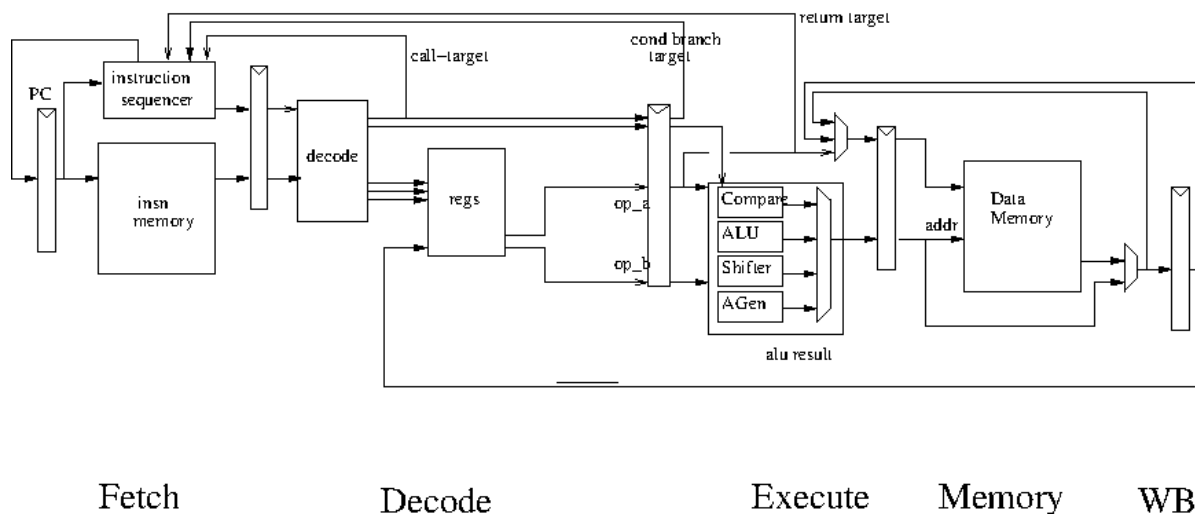 return target
cond branch
target
call-target
PC
instruction
sequencer
insn
memory
decode
regs
op_a
op_b
Compare
ALU
Shifter
AGen
alu result
addr
Data
Memory
Fetch
Decode
Execute
Memory
WB